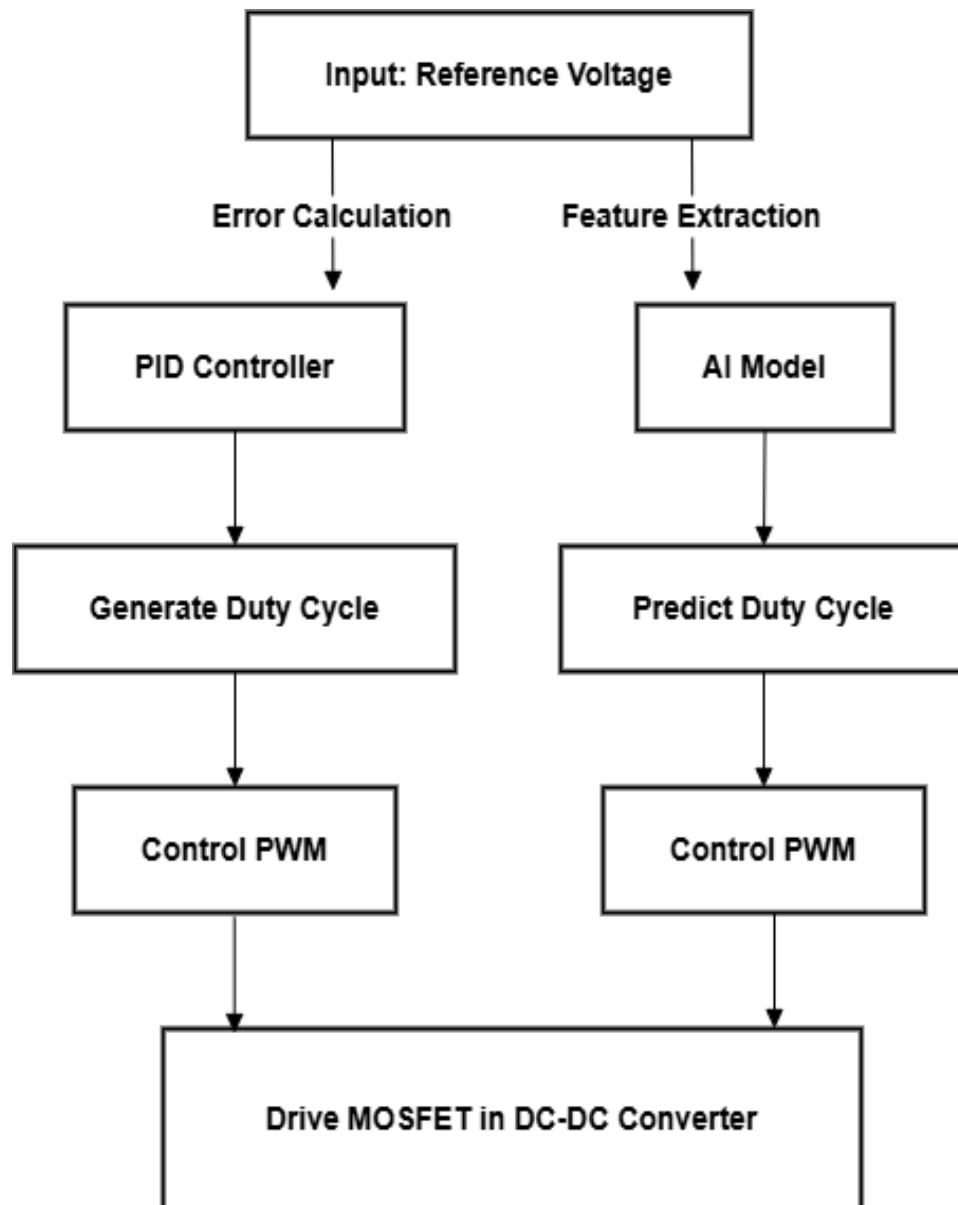 Input: Reference Voltage
Error Calculation
Feature Extraction
PID Controller
AI Model
Generate Duty Cycle
Predict Duty Cycle
Control PWM
Control PWM
Drive MOSFET in DC-DC Converter